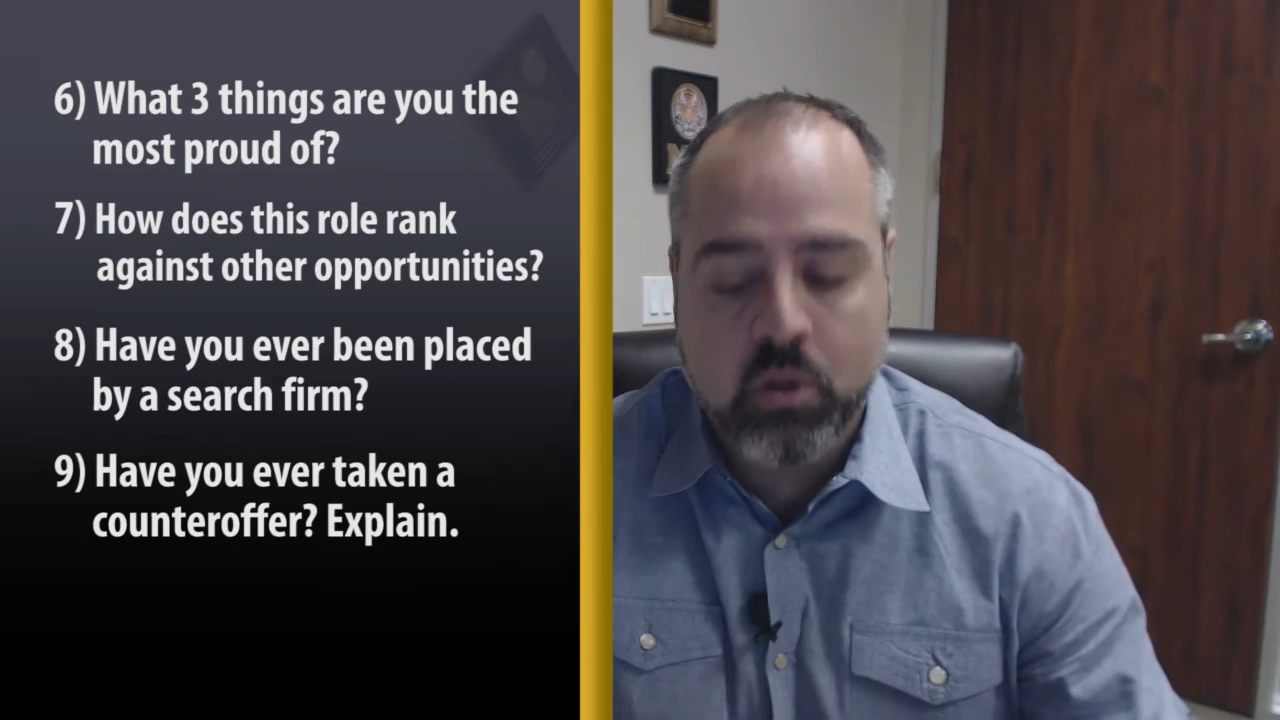 6) What 3 things are you the
most proud of?
7) How does this role rank
against other opportunities?
8) Have you ever been placed
by a search firm?
9) Have you ever taken a
counteroffer? Explain.